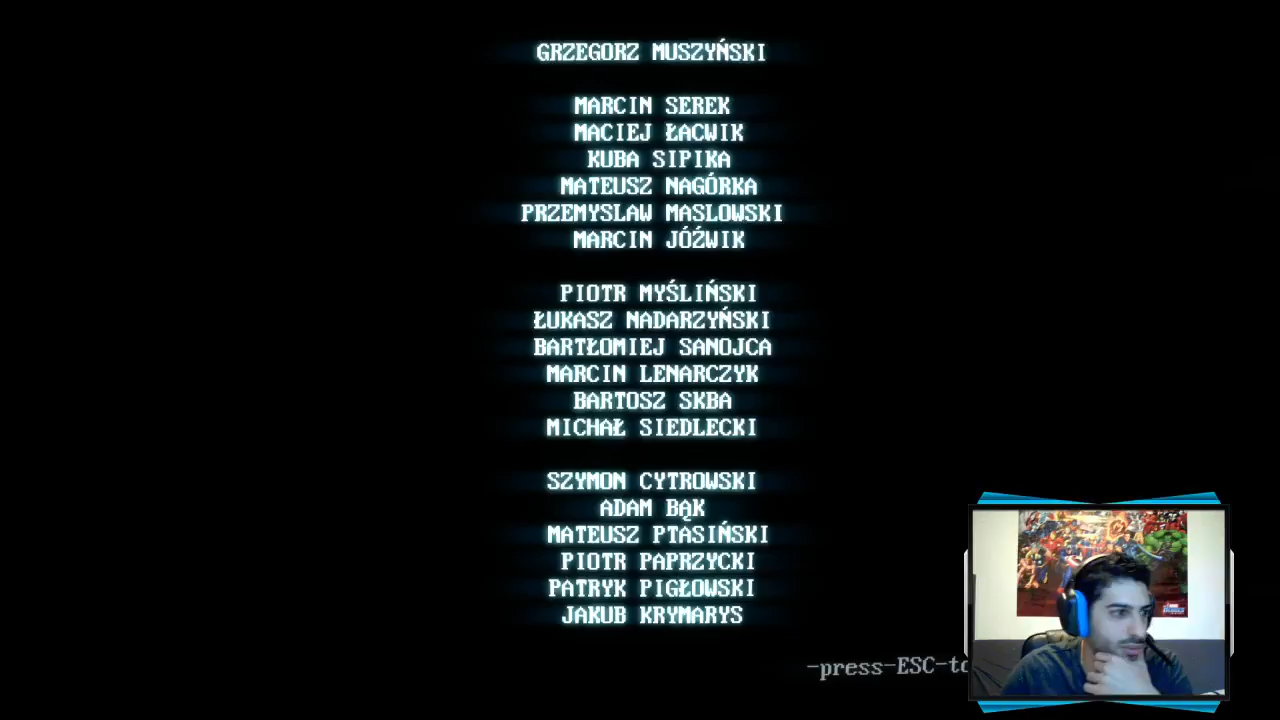 GRZEGORZ MUSZYŃSKI
MARCIN SEREK
MACIEJ ŁACWIK
KUBA SIPIKA
MATEUSZ NAGÓRKA
PRZEMYSLAW MASLOWSKI
MARCIN JÓŹWIK
PIOTR MYŚLIŃSKI
ŁUKASZ NADARZYŃSKI
BARTŁOMIEJ SANOJCA
MARCIN LENARCZYK
BARTOSZ SKBA
MICHAŁ SIEDLECKI
SZYMON CYTROWSKI
ADAM BĄK
MATEUSZ PTASIŃSKI
PIOTR PAPRZYCKI
PATRYK PIGŁOWSKI
JAKUB KRYMARYS
-press-ESC-to